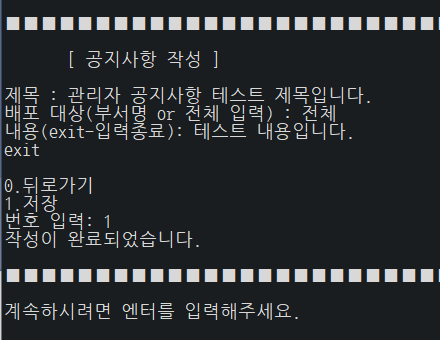 ■■■■■■■■■■■■■■■■■■■■■■■■
[ 공지사항 작성 ]
제목 : 관리자 공지사항 테스트 제목입니다.
배포 대상(부서명 or 전체 입력) : 전체
내용(exit-입력종료): 테스트 내용입니다.
exit
0.뒤로가기
1.저장
번호 입력: 1
작성이 완료되었습니다.
■■■■■■■■■■■■■■■■■■■■■■■■
계속하시려면 엔터를 입력해주세요.